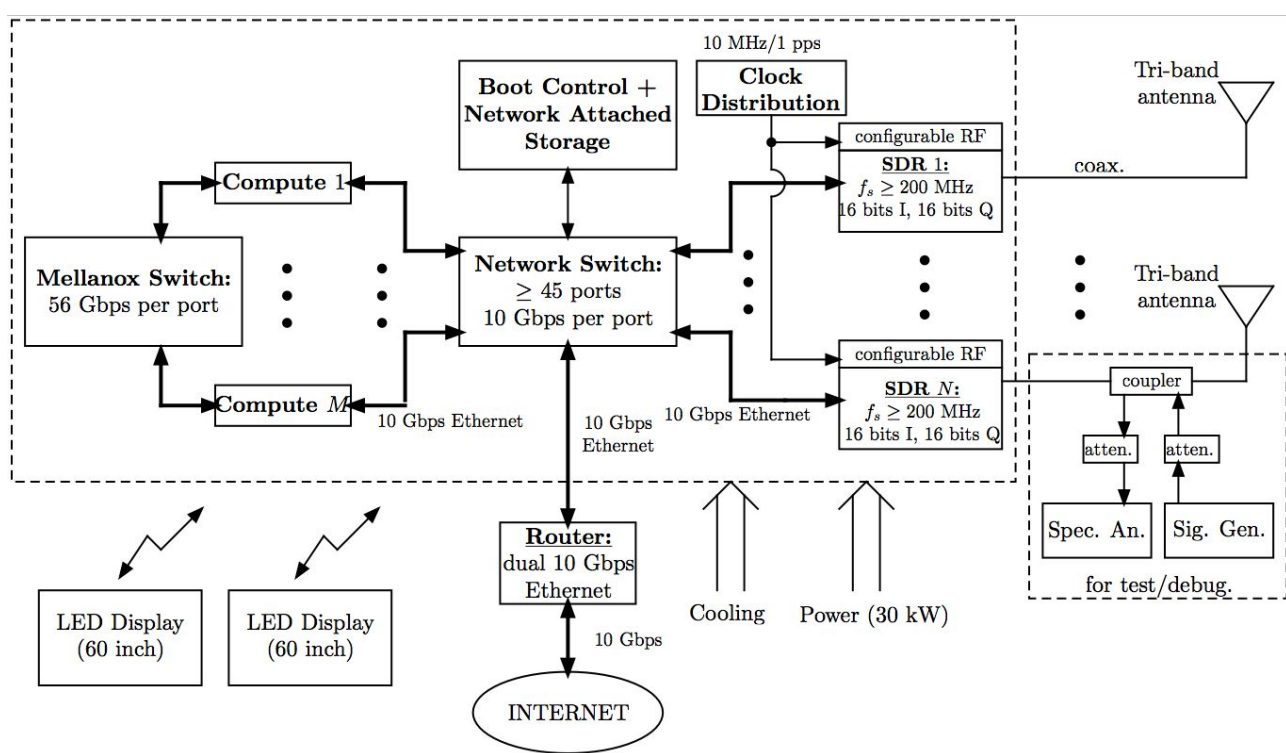 10 MHz/1 pps
Clock
Distribution
Boot Control +
Network Attached
Storage
configurable RF
SDR 1:
f_s ≥ 200 MHz
16 bits I, 16 bits Q
coax.
Tri-band
antenna
Compute 1
Mellanox Switch:
56 Gbps per port
Network Switch:
≥ 45 ports
10 Gbps per port
Tri-band
antenna
Compute M
10 Gbps Ethernet
10 Gbps
Ethernet
10 Gbps Ethernet
configurable RF
SDR N:
f_s ≥ 200 MHz
16 bits I, 16 bits Q
coupler
atten.
atten.
Spec. An.
Sig. Gen.
for test/debug.
Router:
dual 10 Gbps
Ethernet
Cooling
Power (30 kW)
LED Display
(60 inch)
LED Display
(60 inch)
10 Gbps
INTERNET